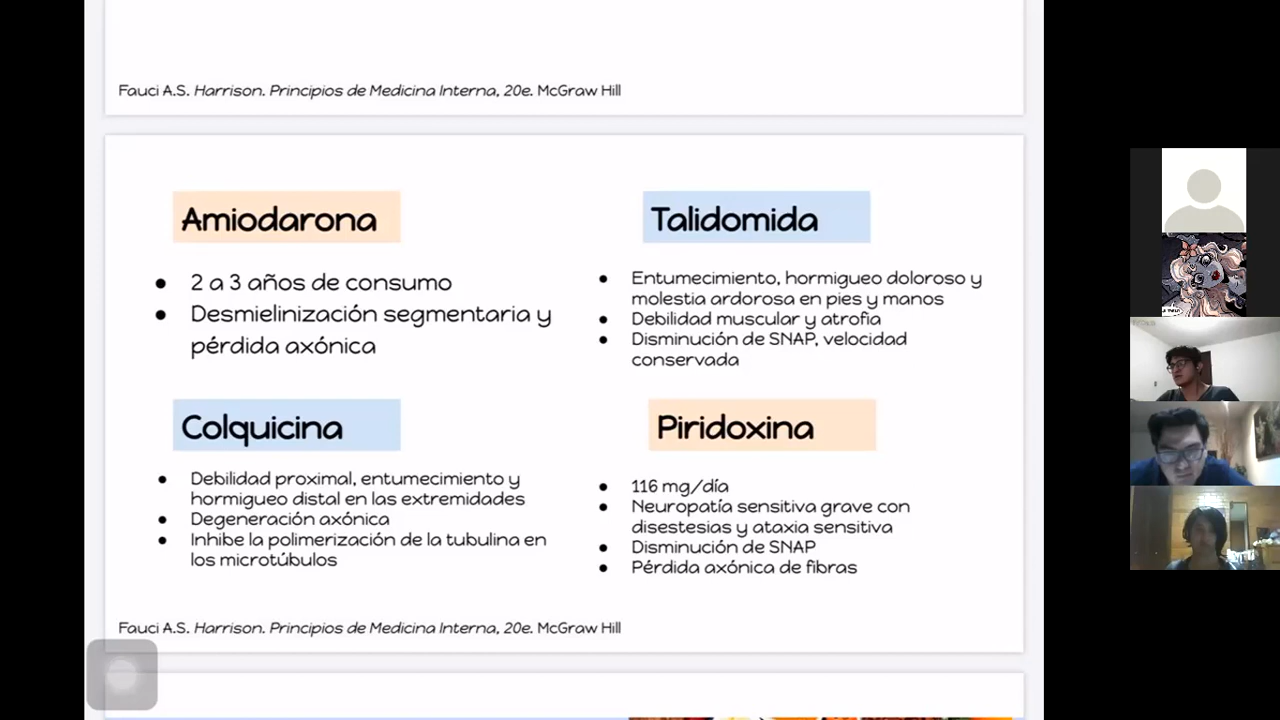 Fauci A.S. Harrison. Principios de Medicina Interna, 20e. McGraw Hill
Amiodarona
● 2 a 3 años de consumo
● Desmielinización segmentaria y
pérdida axónica
Talidomida
● Entumecimiento, hormigueo doloroso y
molestia ardorosa en pies y manos
● Debilidad muscular y atrofia
● Disminución de SNAP, velocidad
conservada
Colquicina
● Debilidad proximal, entumecimiento y
hormigueo distal en las extremidades
● Degeneración axónica
● Inhibe la polimerización de la tubulina en
los microtúbulos
Piridoxina
● 116 mg/día
● Neuropatía sensitiva grave con
disestesias y ataxia sensitiva
● Disminución de SNAP
● Pérdida axónica de fibras
Fauci A.S. Harrison. Principios de Medicina Interna, 20e. McGraw Hill